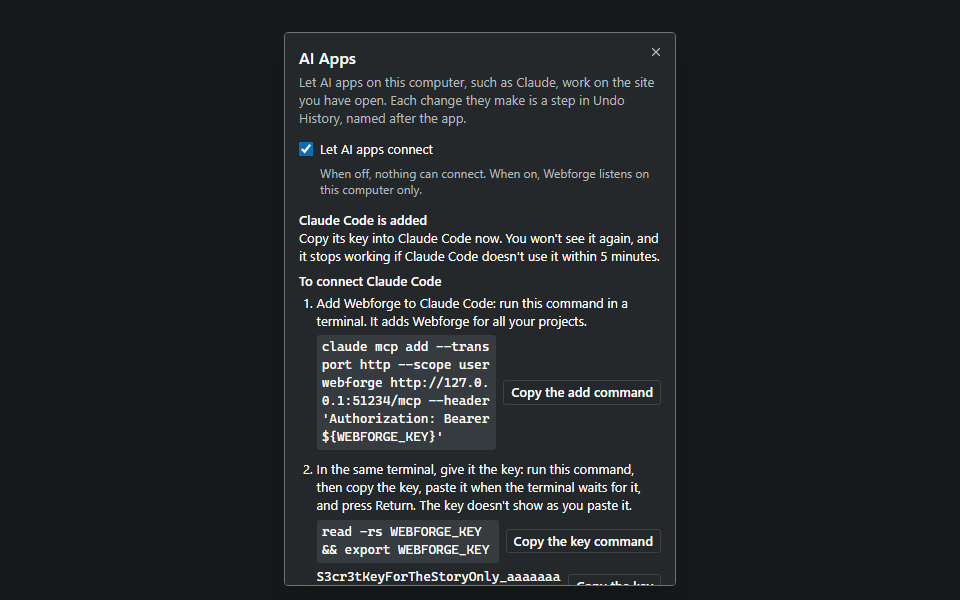 AI Apps
Let AI apps on this computer, such as Claude, work on the site
you have open. Each change they make is a step in Undo
History, named after the app.
Let AI apps connect
When off, nothing can connect. When on, Webforge listens on
this computer only.
Claude Code is added
Copy its key into Claude Code now. You won't see it again, and
it stops working if Claude Code doesn't use it within 5 minutes.
To connect Claude Code
1. Add Webforge to Claude Code: run this command in a
terminal. It adds Webforge for all your projects.
claude mcp add --trans
port http --scope user
webforge http://127.0.
0.1:51234/mcp --header
'Authorization: Bearer
${WEBFORGE_KEY}'
Copy the add command
2. In the same terminal, give it the key: run this command,
then copy the key, paste it when the terminal waits for it,
and press Return. The key doesn't show as you paste it.
read -rs WEBFORGE_KEY
&& export WEBFORGE_KEY
Copy the key command
S3cr3tKeyForTheStoryOnly_aaaaaaa
Copy the key